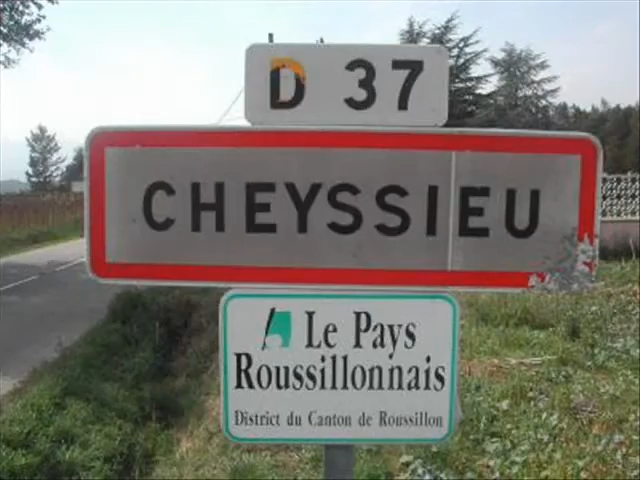 D 37
CHEYSSIEU
Le Pays
Roussillonnais
District du Canton de Roussillon